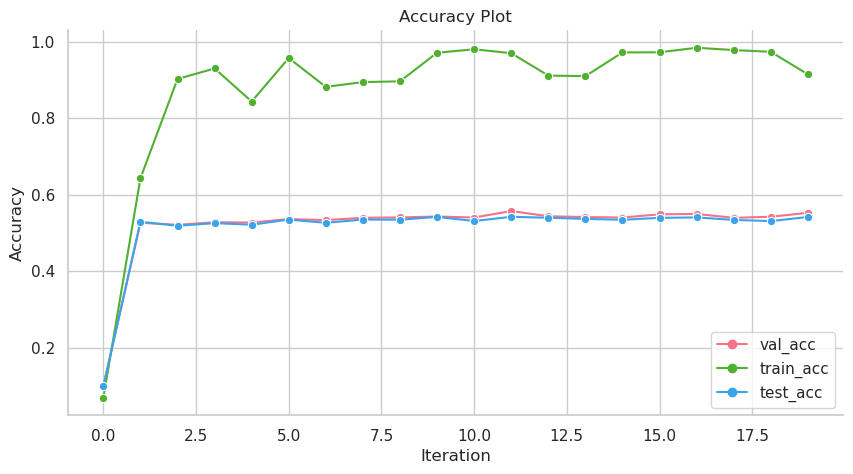 Accuracy Plot
Accuracy
1.0
0.8
0.6
0.4
0.2
0.0
2.5
5.0
7.5
10.0
12.5
15.0
17.5
Iteration
val_acc
train_acc
test_acc